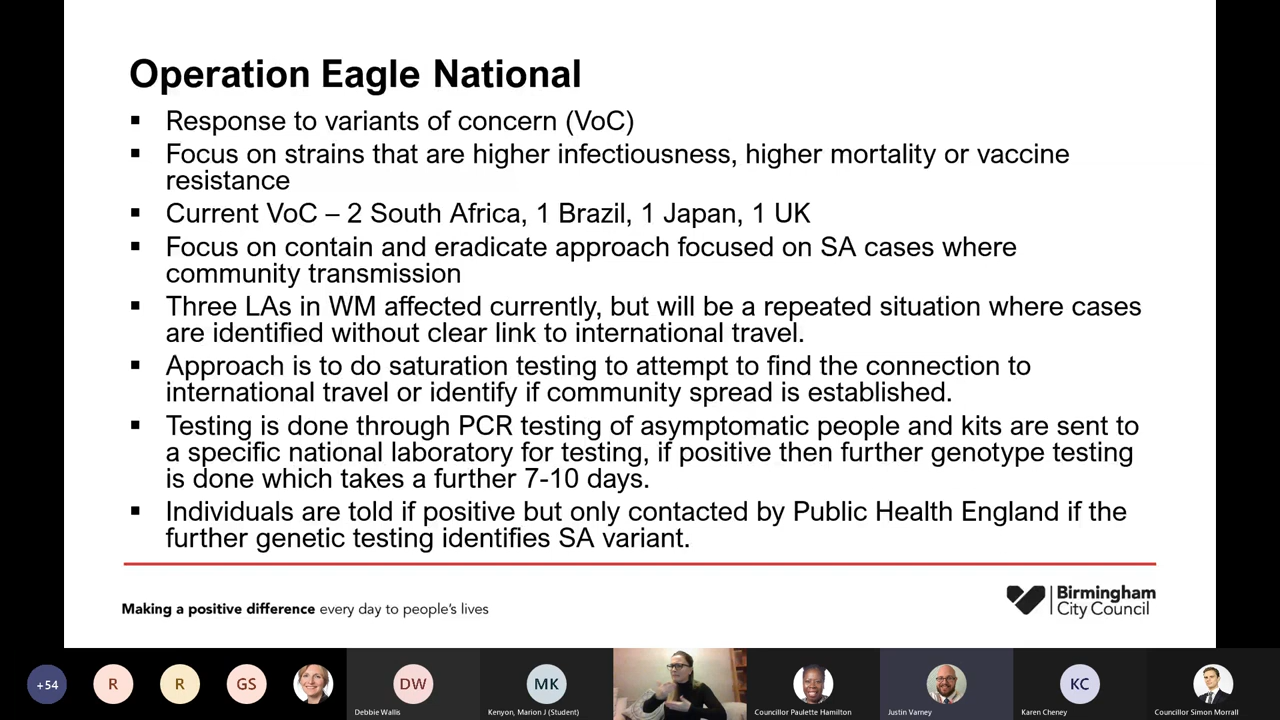 Operation Eagle National
▪ Response to variants of concern (VoC)
▪ Focus on strains that are higher infectiousness, higher mortality or vaccine
resistance
▪ Current VoC – 2 South Africa, 1 Brazil, 1 Japan, 1 UK
▪ Focus on contain and eradicate approach focused on SA cases where
community transmission
▪ Three LAs in WM affected currently, but will be a repeated situation where cases
are identified without clear link to international travel.
▪ Approach is to do saturation testing to attempt to find the connection to
international travel or identify if community spread is established.
▪ Testing is done through PCR testing of asymptomatic people and kits are sent to
a specific national laboratory for testing, if positive then further genotype testing
is done which takes a further 7-10 days.
▪ Individuals are told if positive but only contacted by Public Health England if the
further genetic testing identifies SA variant.
Making a positive difference every day to people's lives
Birmingham
City Council
+54
R
R
GS
DW
Debbie Wallis
MK
Kenyon, Marion J (Student)
Councillor Paulette Hamilton
Justin Varney
KC
Karen Cheney
Councillor Simon Morrall